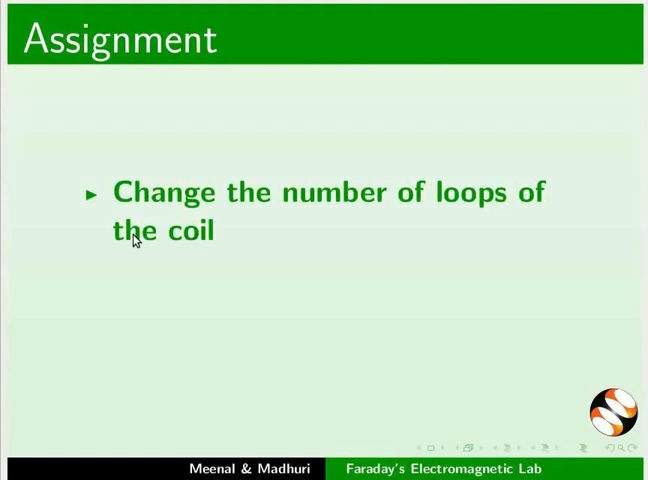 Assignment
Change the number of loops of
the coil
Meenal & Madhuri
Faraday's Electromagnetic Lab